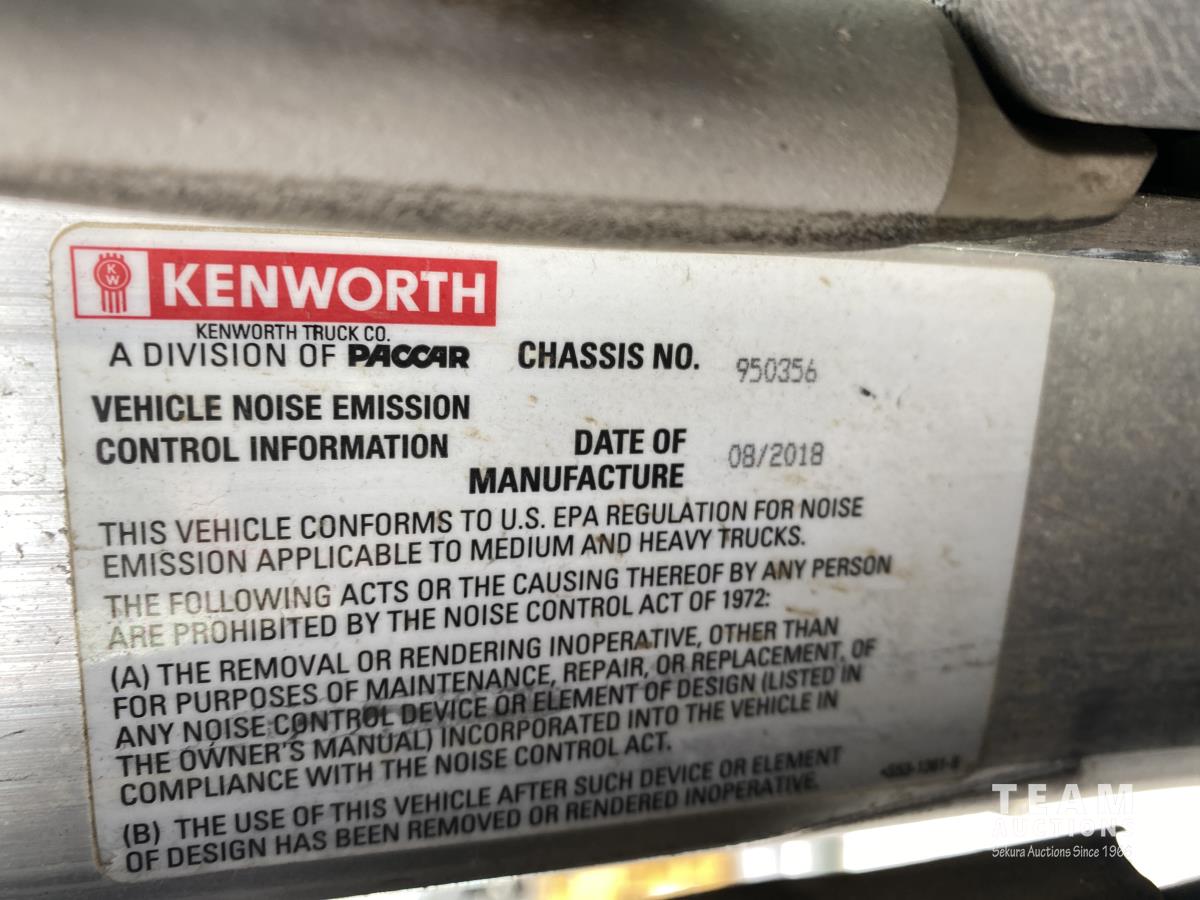 KW KENWORTH
KENWORTH TRUCK CO.
A DIVISION OF PACCAR CHASSIS NO. 950356
VEHICLE NOISE EMISSION
CONTROL INFORMATION DATE OF
MANUFACTURE 08/2018
THIS VEHICLE CONFORMS TO U.S. EPA REGULATION FOR NOISE
EMISSION APPLICABLE TO MEDIUM AND HEAVY TRUCKS.
THE FOLLOWING ACTS OR THE CAUSING THEREOF BY ANY PERSON
ARE PROHIBITED BY THE NOISE CONTROL ACT OF 1972:
(A) THE REMOVAL OR RENDERING INOPERATIVE, OTHER THAN
FOR PURPOSES OF MAINTENANCE, REPAIR, OR REPLACEMENT, OF
ANY NOISE CONTROL DEVICE OR ELEMENT OF DESIGN (LISTED IN
THE OWNER'S MANUAL) INCORPORATED INTO THE VEHICLE IN
COMPLIANCE WITH THE NOISE CONTROL ACT.
(B) THE USE OF THIS VEHICLE AFTER SUCH DEVICE OR ELEMENT
OF DESIGN HAS BEEN REMOVED OR RENDERED INOPERATIVE.
TEAM
AUCTIONS
Sekura Auctions Since 1966